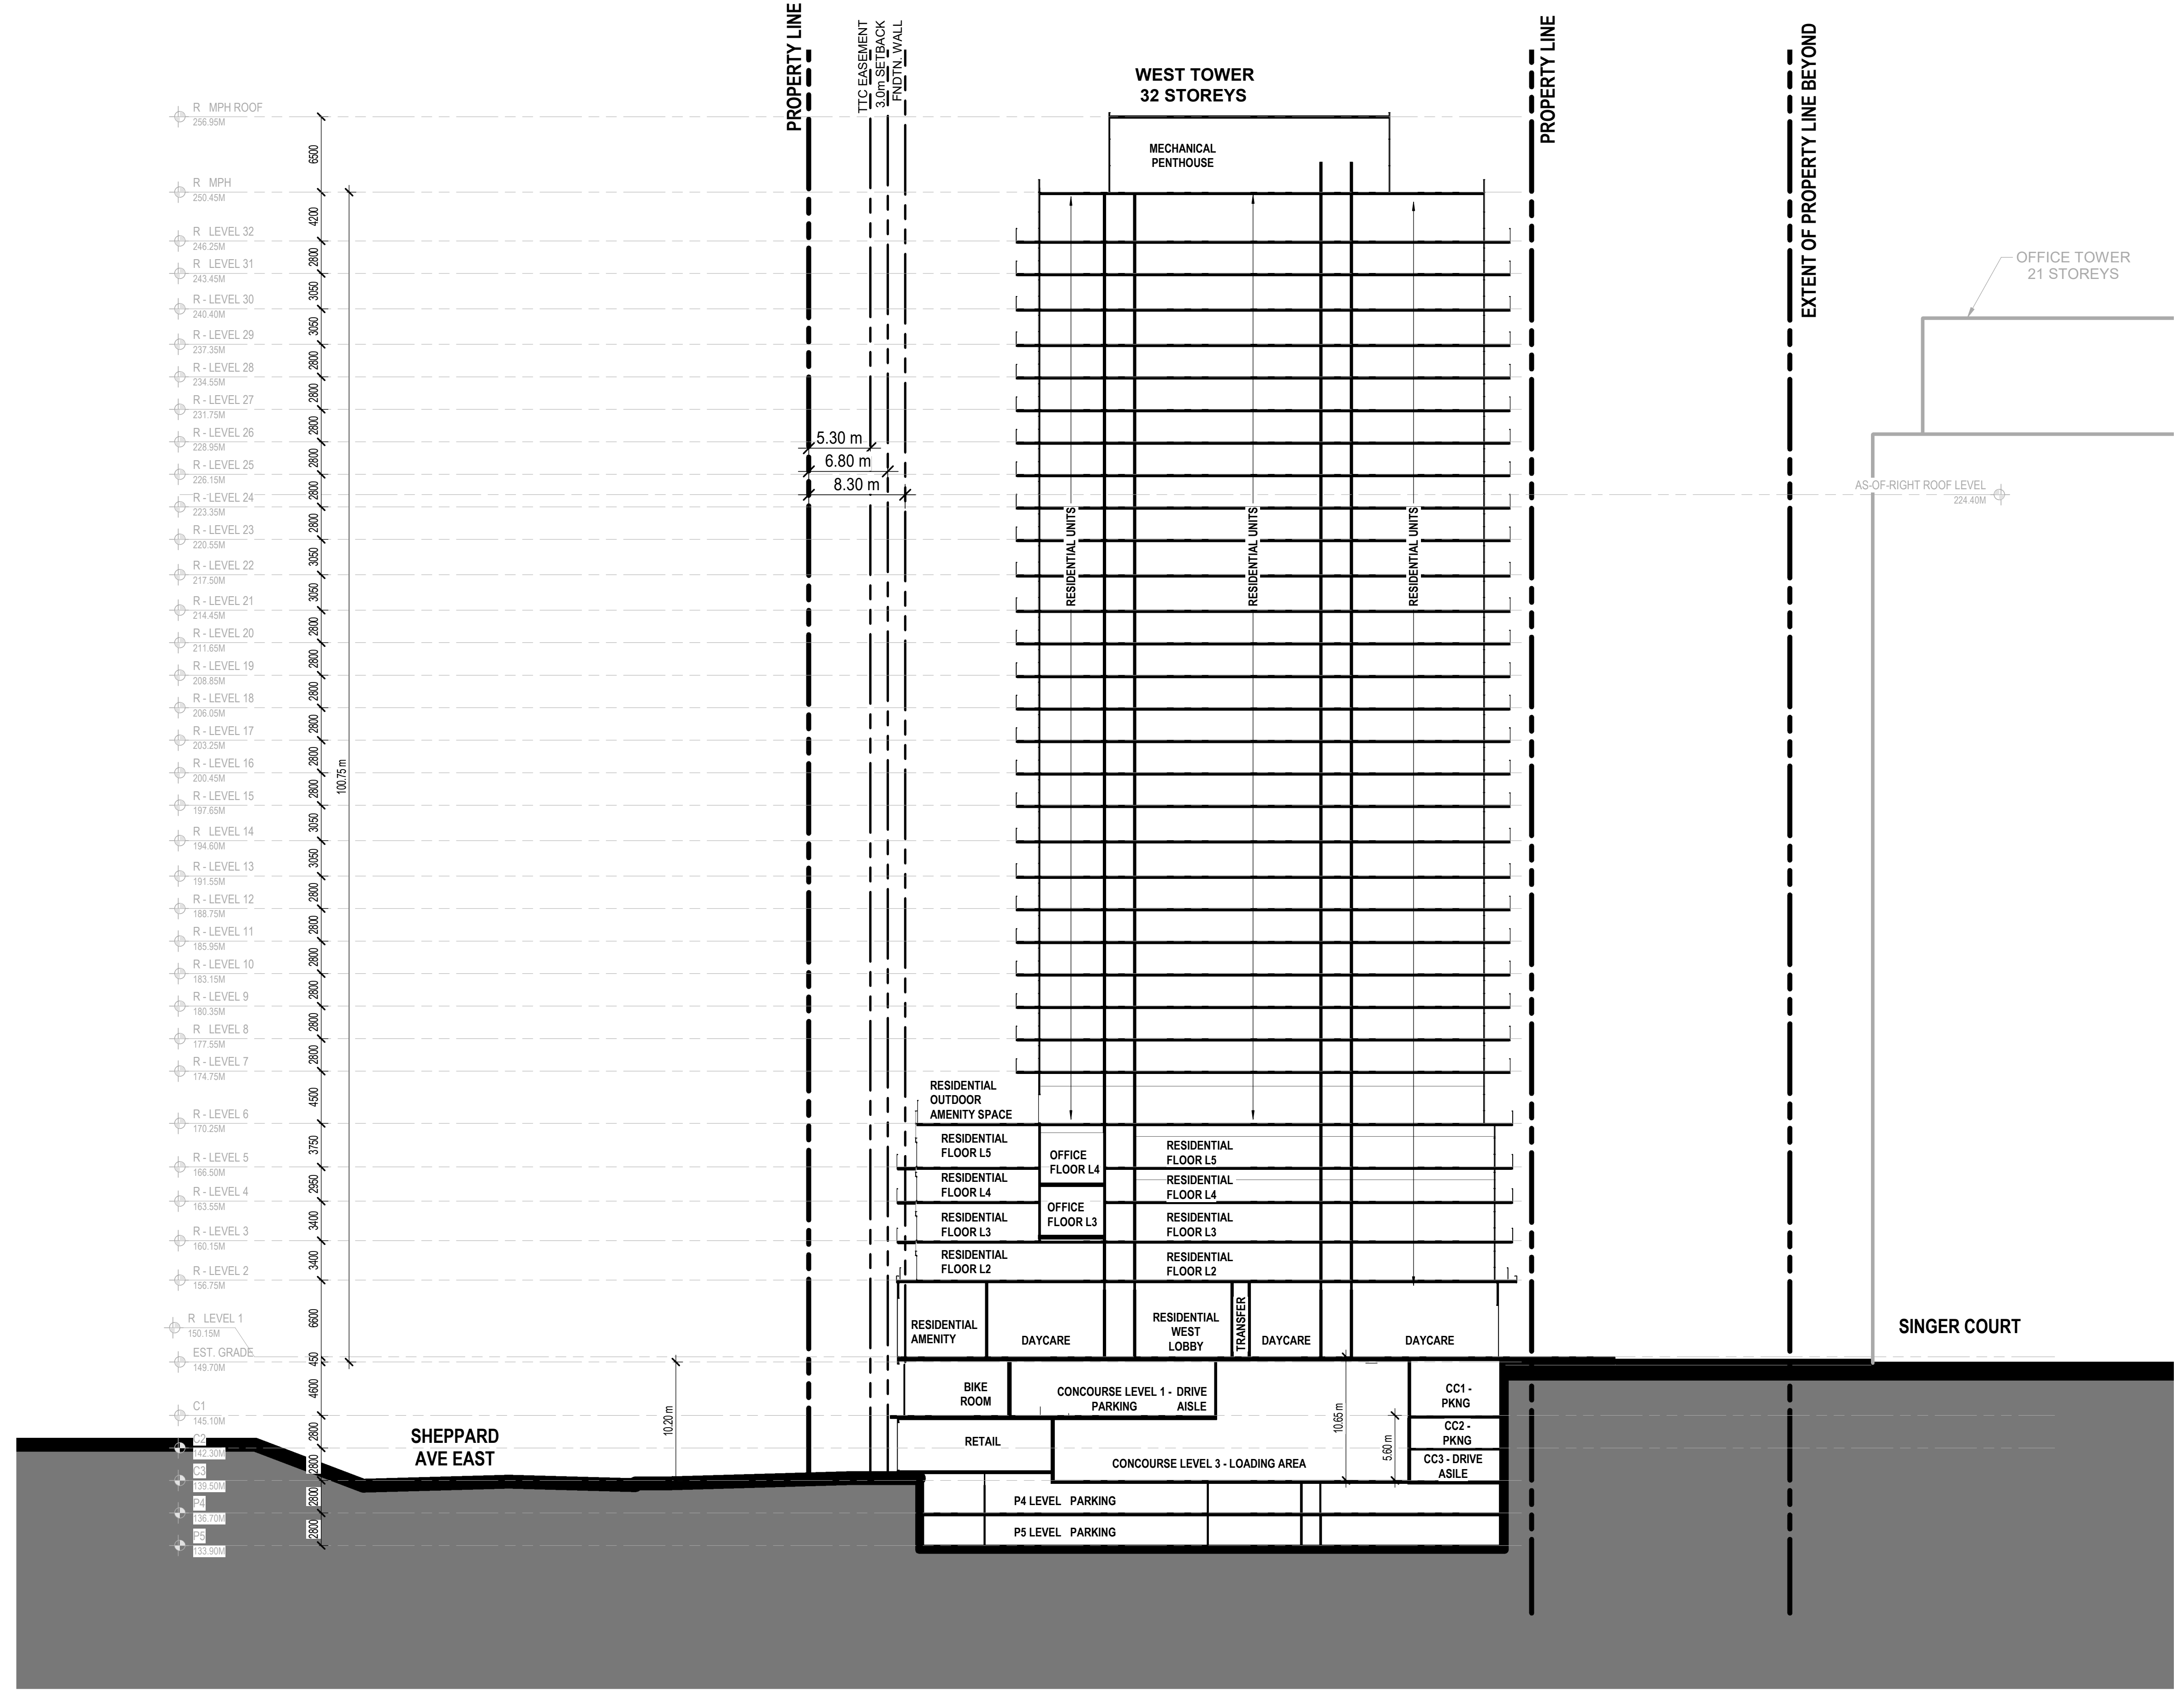 PROPERTY LINE
TTC EASEMENT
3.0m SETBACK
FNDTN. WALL
WEST TOWER
32 STOREYS
PROPERTY LINE
EXTENT OF PROPERTY LINE BEYOND
R MPH ROOF
256.95M
6500
MECHANICAL
PENTHOUSE
R MPH
250.45M
4200
R LEVEL 32
246.25M
2800
R LEVEL 31
243.45M
3050
R - LEVEL 30
240.40M
3050
R - LEVEL 29
237.35M
2800
R - LEVEL 28
234.55M
2800
R - LEVEL 27
231.75M
2800
R - LEVEL 26
228.95M
2800
R - LEVEL 25
226.15M
2800
R - LEVEL 24
223.35M
2800
R - LEVEL 23
220.55M
3050
R - LEVEL 22
217.50M
3050
R - LEVEL 21
214.45M
2800
R - LEVEL 20
211.65M
2800
R - LEVEL 19
208.85M
2800
R - LEVEL 18
206.05M
2800
R - LEVEL 17
203.25M
2800
R - LEVEL 16
200.45M
2800
R - LEVEL 15
197.65M
3050
R LEVEL 14
194.60M
3050
R - LEVEL 13
191.55M
2800
R - LEVEL 12
188.75M
2800
R - LEVEL 11
185.95M
2800
R - LEVEL 10
183.15M
2800
R - LEVEL 9
180.35M
2800
R LEVEL 8
177.55M
2800
R - LEVEL 7
174.75M
4500
R - LEVEL 6
170.25M
3750
R - LEVEL 5
166.50M
2950
R - LEVEL 4
163.55M
3400
R - LEVEL 3
160.15M
3400
R - LEVEL 2
156.75M
6600
R LEVEL 1
150.15M
450
EST. GRADE
149.70M
4600
C1
145.10M
2800
C2
142.30M
2800
C3
139.50M
2800
P4
136.70M
2800
P5
133.90M
100.75 m
5.30 m
6.80 m
8.30 m
RESIDENTIAL UNITS
RESIDENTIAL UNITS
RESIDENTIAL UNITS
OFFICE TOWER
21 STOREYS
AS-OF-RIGHT ROOF LEVEL
224.40M
RESIDENTIAL
OUTDOOR
AMENITY SPACE
RESIDENTIAL
FLOOR L5
OFFICE
FLOOR L4
RESIDENTIAL
FLOOR L5
RESIDENTIAL
FLOOR L4
RESIDENTIAL
FLOOR L4
RESIDENTIAL
FLOOR L3
OFFICE
FLOOR L3
RESIDENTIAL
FLOOR L3
RESIDENTIAL
FLOOR L2
RESIDENTIAL
FLOOR L2
RESIDENTIAL
AMENITY
DAYCARE
RESIDENTIAL
WEST
LOBBY
TRANSFER
DAYCARE
DAYCARE
SINGER COURT
BIKE
ROOM
CONCOURSE LEVEL 1 - DRIVE
PARKING AISLE
CC1 -
PKNG
10.20 m
10.65 m
5.60 m
SHEPPARD
AVE EAST
RETAIL
CC2 -
PKNG
CONCOURSE LEVEL 3 - LOADING AREA
CC3 - DRIVE
ASILE
P4 LEVEL PARKING
P5 LEVEL PARKING